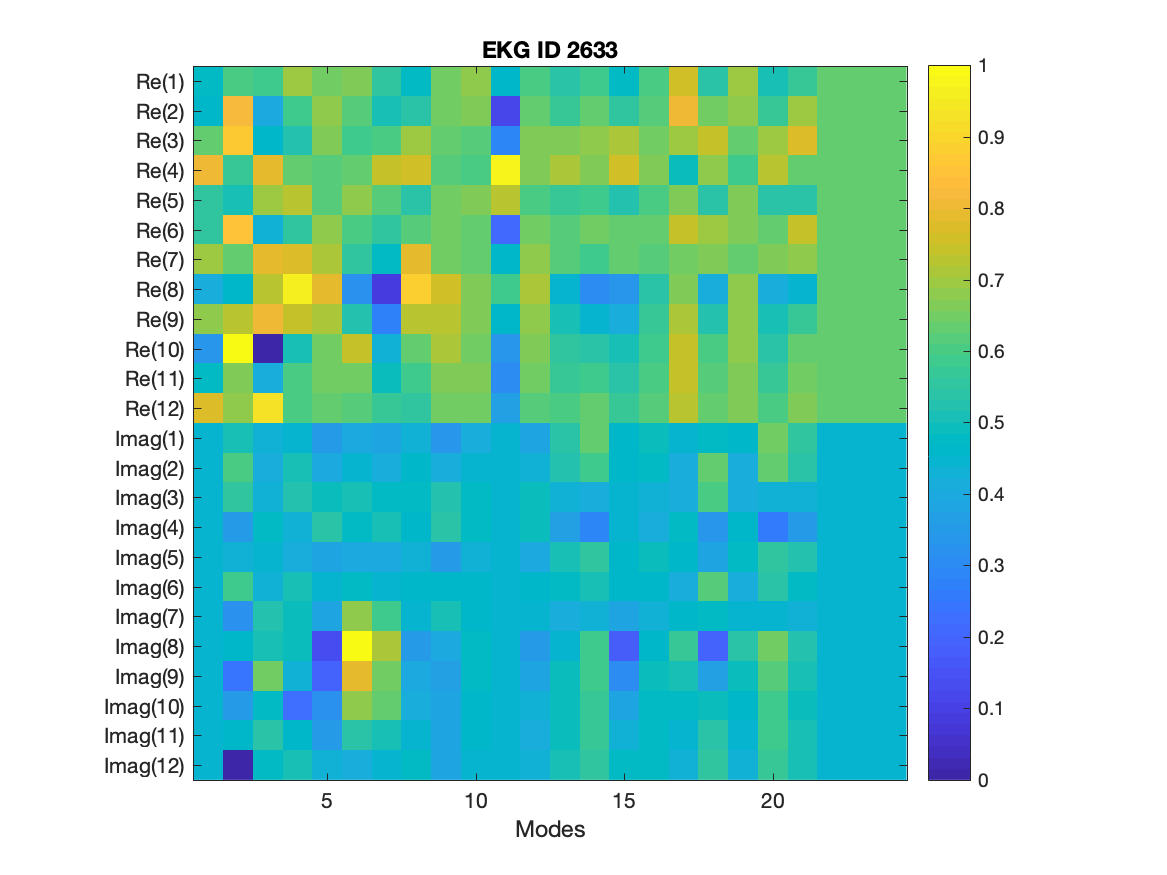 EKG ID 2633
Re(1)
Re(2)
Re(3)
Re(4)
Re(5)
Re(6)
Re(7)
Re(8)
Re(9)
Re(10)
Re(11)
Re(12)
Imag(1)
Imag(2)
Imag(3)
Imag(4)
Imag(5)
Imag(6)
Imag(7)
Imag(8)
Imag(9)
Imag(10)
Imag(11)
Imag(12)
5 10 15 20
Modes
1
0.9
0.8
0.7
0.6
0.5
0.4
0.3
0.2
0.1
0